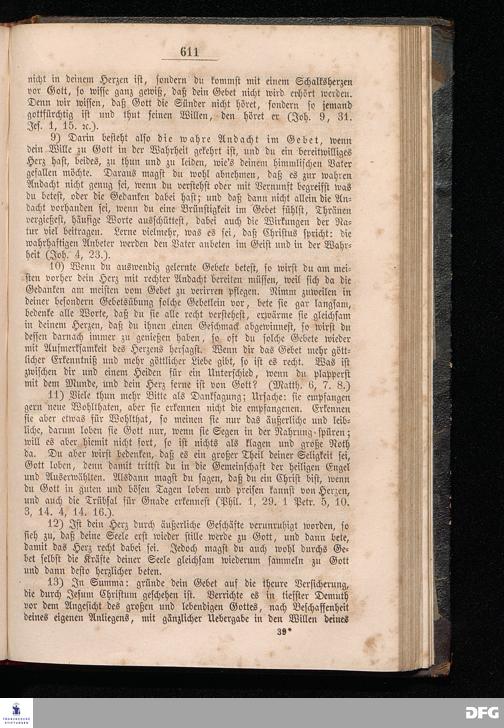 611
nicht in deinem Herzen ist, sondern du kommst mit einem Schalksherzen
vor Gott, so wisse ganz gewiß, daß dein Gebet nicht wird erhört werden.
Denn wir wissen, daß Gott die Sünder nicht höret, sondern so jemand
gottfürchtig ist und thut seinen Willen, den höret er (Joh. 9, 31.
Jes. 1, 15. ꝛc.).
9) Darin besteht also die wahre Andacht im Gebet, wenn
dein Wille zu Gott in der Wahrheit gekehrt ist, und du ein bereitwilliges
Herz hast, beides, zu thun und zu leiden, wie's deinem himmlischen Vater
gefallen möchte. Daraus magst du wohl abnehmen, daß es zur wahren
Andacht nicht genug sei, wenn du verstehst oder mit Vernunft begreifst was
du betest, oder die Gedanken dabei hast; und daß dann nicht allein die An-
dacht vorhanden sei, wenn du eine Brünstigkeit im Gebet fühlst, Thränen
vergießest, häufige Worte ausschüttest, dabei auch die Wirkungen der Na-
tur viel beitragen. Lerne vielmehr, was es sei, daß Christus spricht: die
wahrhaftigen Anbeter werden den Vater anbeten im Geist und in der Wahr-
heit (Joh. 4, 23.).
10) Wenn du auswendig gelernte Gebete betest, so wirst du am mei-
sten vorher dein Herz mit rechter Andacht bereiten müssen, weil sich da die
Gedanken am meisten vom Gebet zu verirren pflegen. Nimm zuweilen in
deiner besondern Gebetsübung solche Gebetlein vor, bete sie gar langsam,
bedenke alle Worte, daß du sie alle recht verstehest, erwärme sie gleichsam
in deinem Herzen, daß du ihnen einen Geschmack abgewinnest, so wirst du
dessen darnach immer zu genießen haben, so oft du solche Gebete wieder
mit Aufmerksamkeit des Herzens hersagst. Wenn dir das Gebet mehr gött-
licher Erkenntniß und mehr göttlicher Liebe gibt, so ist es recht. Was ist
zwischen dir und einem Heiden für ein Unterschied, wenn du plapperst
mit dem Munde, und dein Herz ferne ist von Gott? (Matth. 6, 7. 8.)
11) Viele thun mehr Bitte als Danksagung; Ursache: sie empfangen
gern neue Wohlthaten, aber sie erkennen nicht die empfangenen. Erkennen
sie aber etwas für Wohlthat, so meinen sie nur das äußerliche und leib-
liche, darum loben sie Gott nur, wenn sie Segen in der Nahrung spüren;
will es aber hiemit nicht fort, so ist nichts als klagen und große Noth
da. Du aber wirst bedenken, daß es ein großer Theil deiner Seligkeit sei,
Gott loben, denn damit trittst du in die Gemeinschaft der heiligen Engel
und Auserwählten. Alsdann magst du sagen, daß du ein Christ bist, wenn
du Gott in guten und bösen Tagen loben und preisen kannst von Herzen,
und auch die Trübsal für Gnade erkennest (Phil. 1, 29. 1 Petr. 5, 10.
3, 14. 4, 14. 16.).
12) Ist dein Herz durch äußerliche Geschäfte verunruhigt worden, so
sieh zu, daß deine Seele erst wieder stille werde zu Gott, und dann bete,
damit das Herz recht dabei sei. Jedoch magst du auch wohl durchs Ge-
bet selbst die Kräfte deiner Seele gleichsam wiederum sammeln zu Gott
und dann desto herzlicher beten.
13) In Summa: gründe dein Gebet auf die theure Versicherung,
die durch Jesum Christum geschehen ist. Verrichte es in tiefster Demuth
vor dem Angesicht des großen und lebendigen Gottes, nach Beschaffenheit
deines eigenen Anliegens, mit gänzlicher Uebergabe in den Willen deines
39*
FRANCKESCHE
STIFTUNGEN
DFG